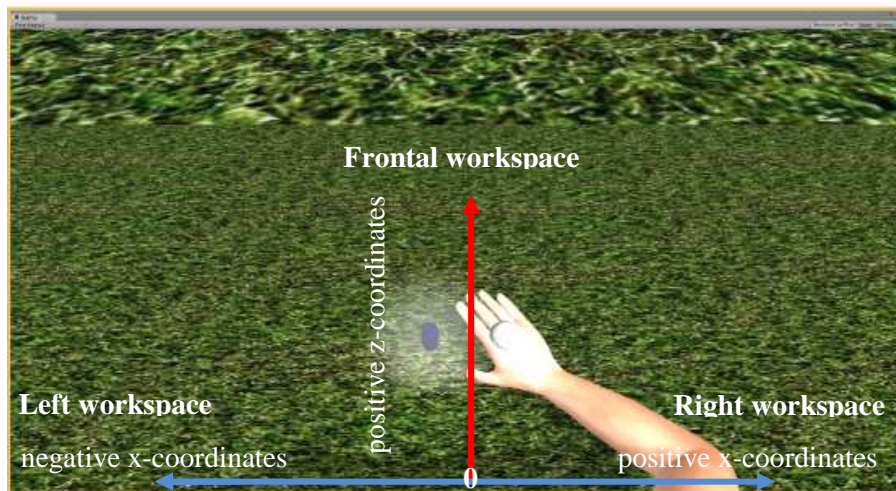 Frontal workspace
positive z-coordinates
Left workspace
Right workspace
negative x-coordinates
positive x-coordinates
0